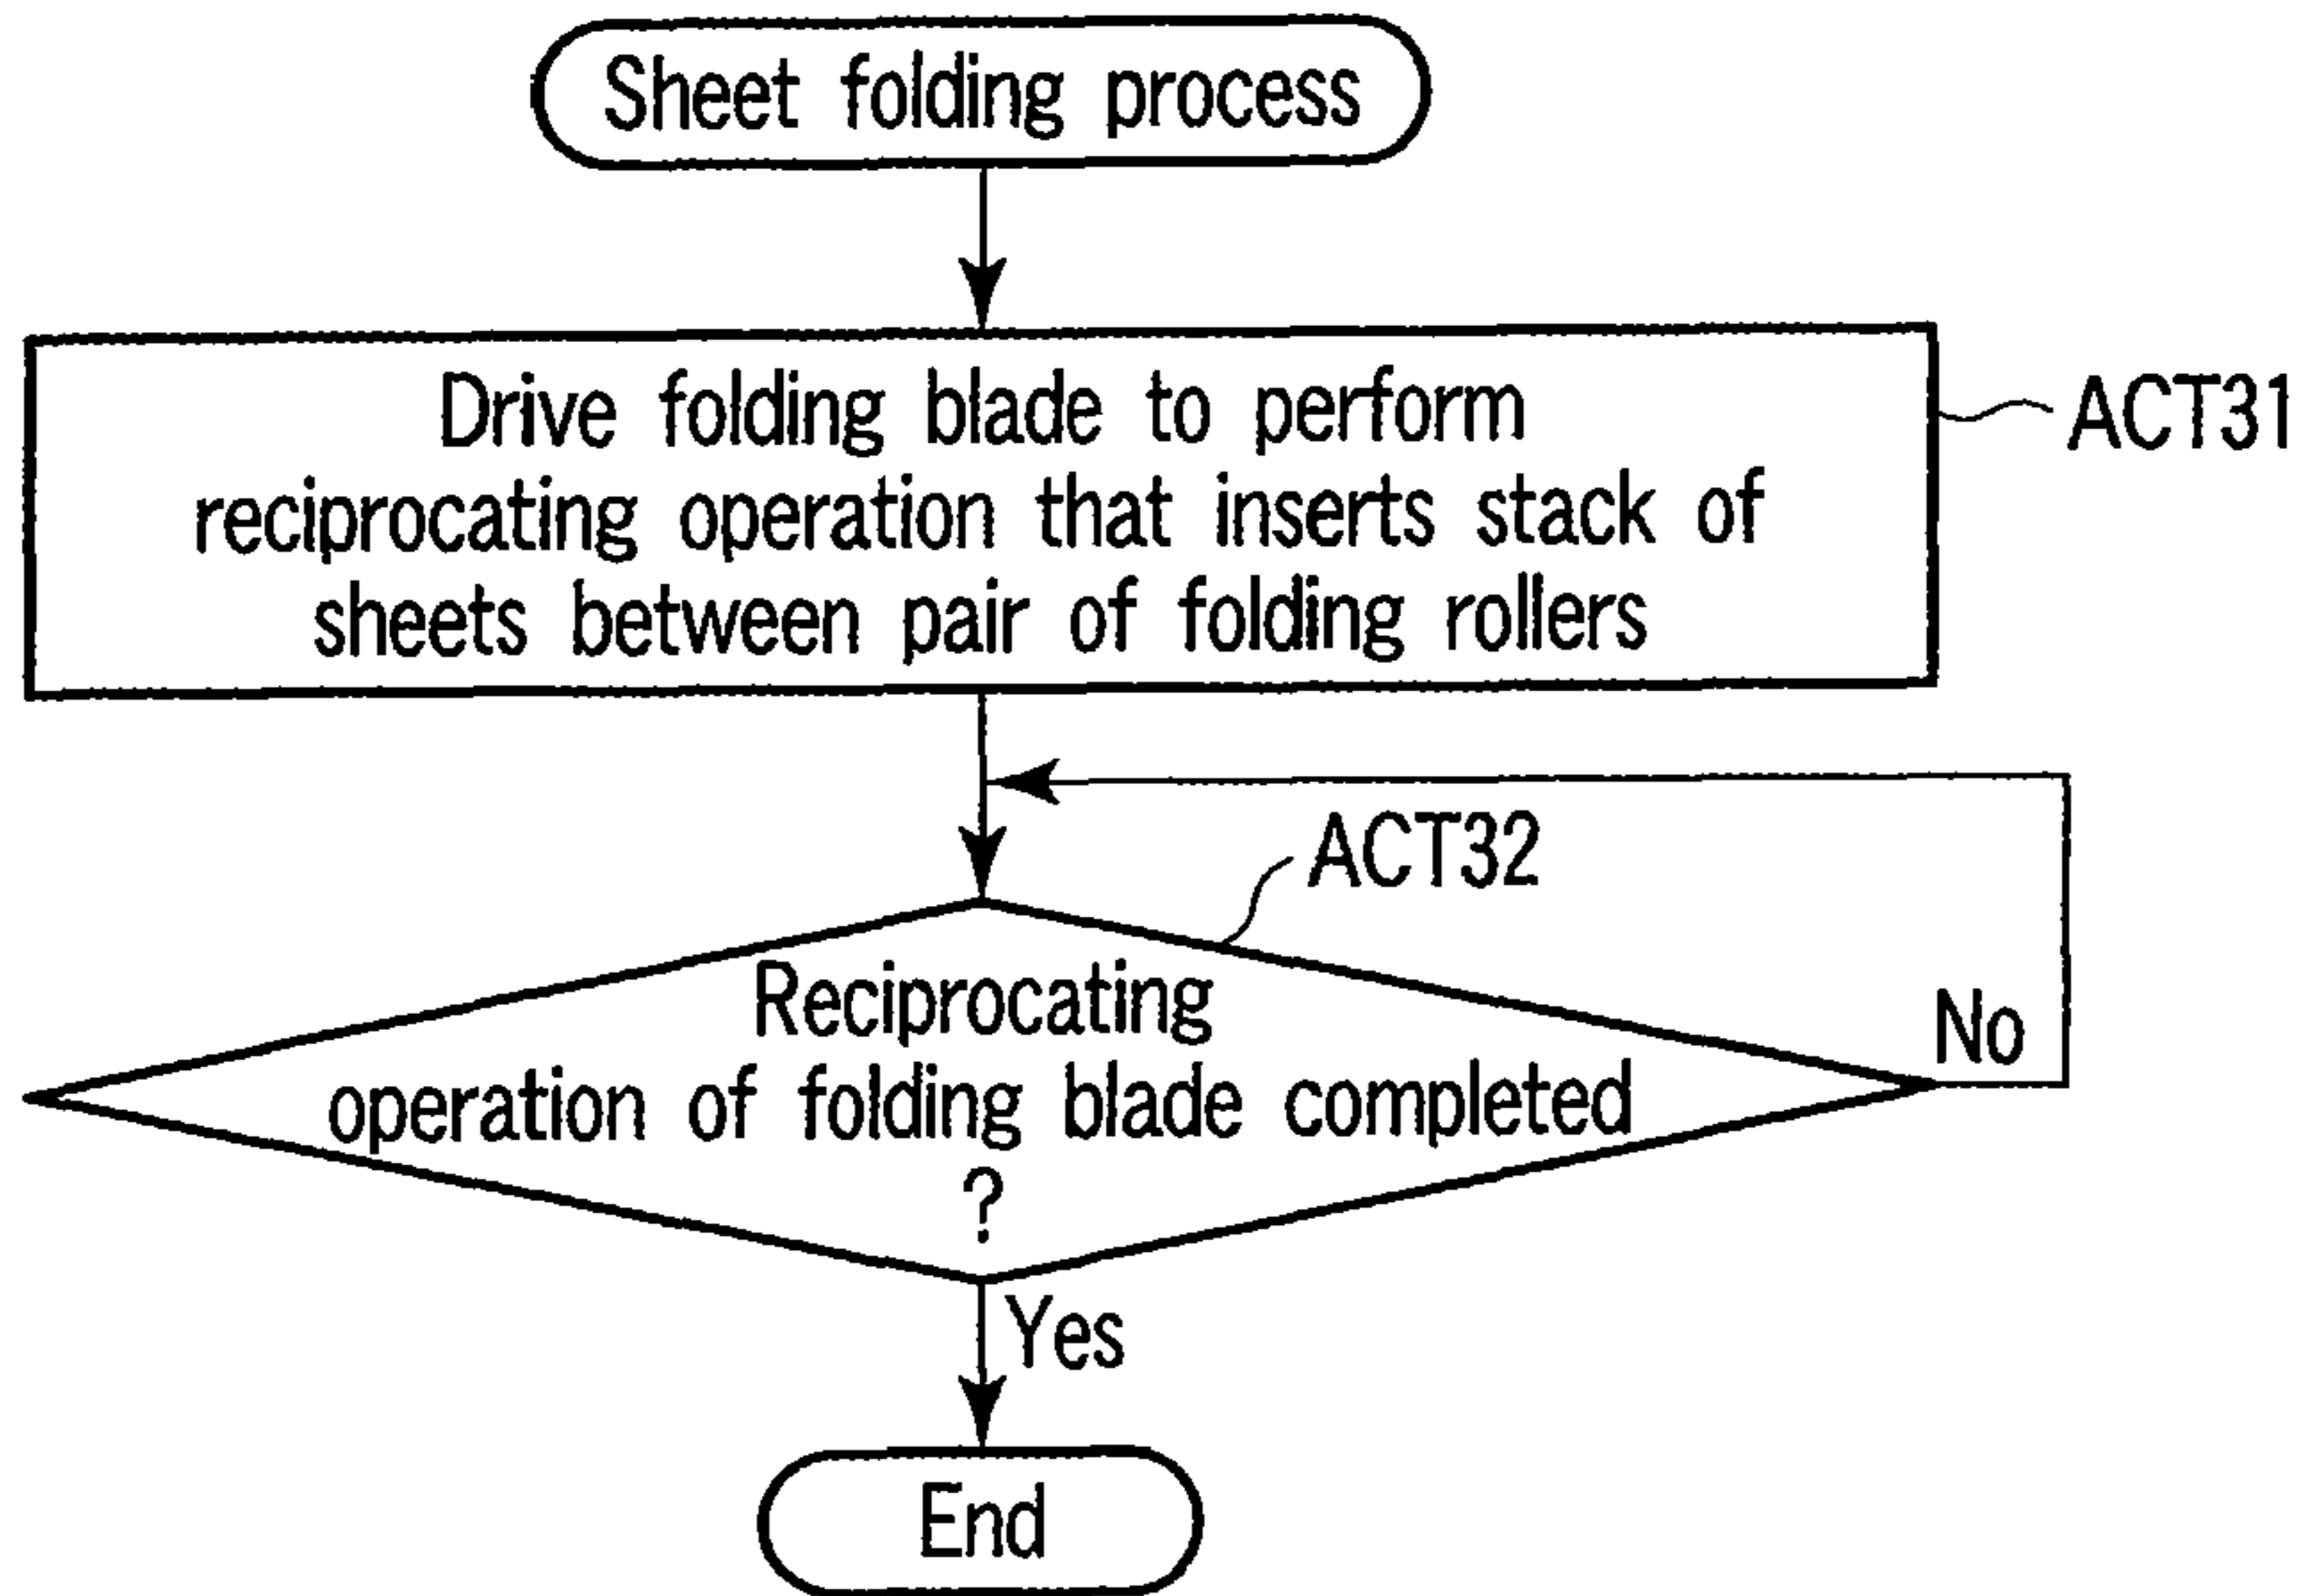 Sheet folding process
Drive folding blade to perform
reciprocating operation that inserts stack of
sheets between pair of folding rollers
ACT31
ACT32
Reciprocating
operation of folding blade completed
?
No
Yes
End